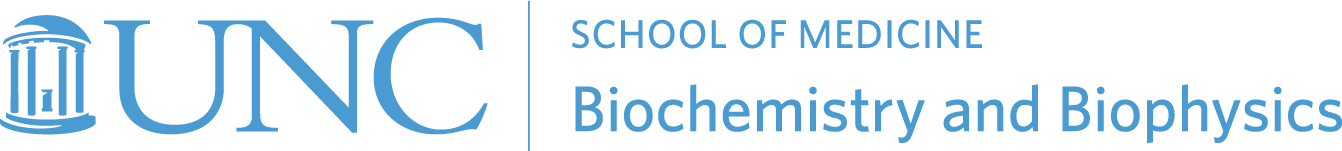 UNC
SCHOOL OF MEDICINE
Biochemistry and Biophysics